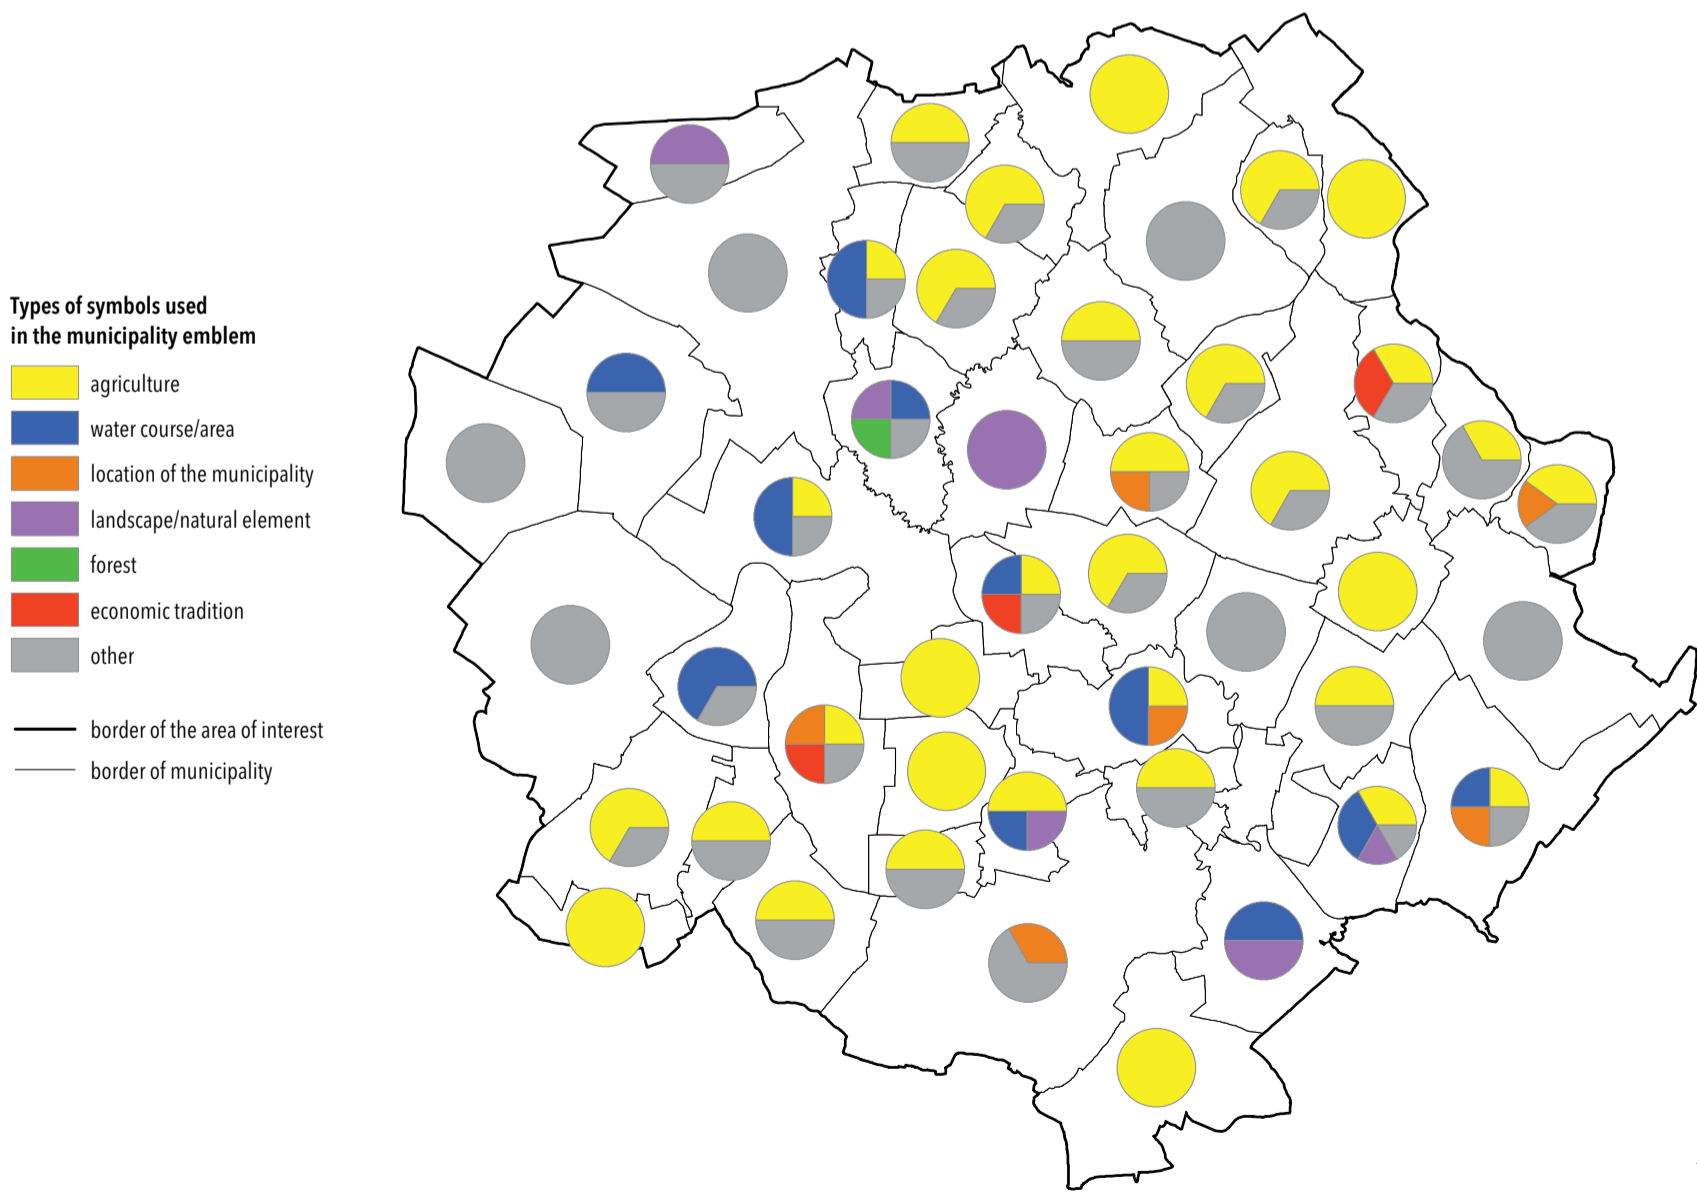 Types of symbols used
in the municipality emblem
agriculture
water course/area
location of the municipality
landscape/natural element
forest
economic tradition
other
border of the area of interest
border of municipality